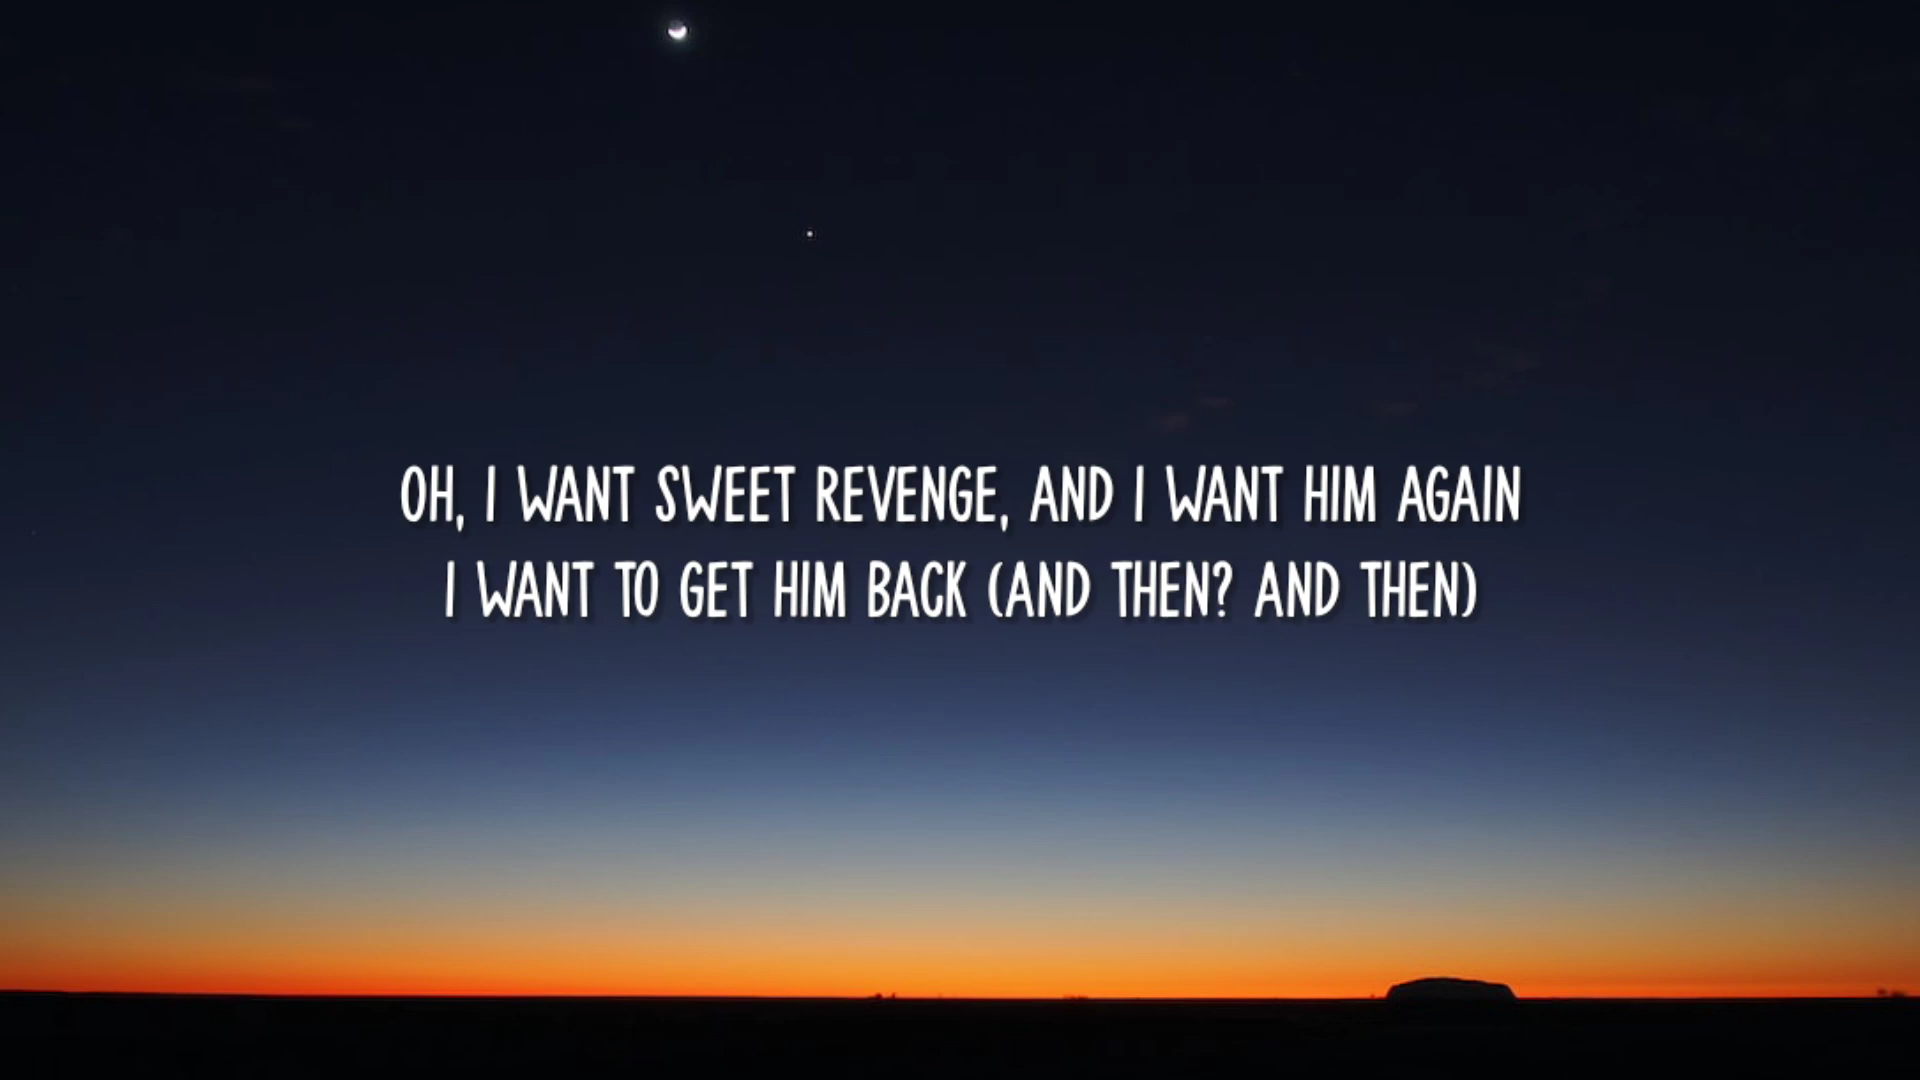 OH, I WANT SWEET REVENGE, AND I WANT HIM AGAIN
I WANT TO GET HIM BACK (AND THEN? AND THEN)